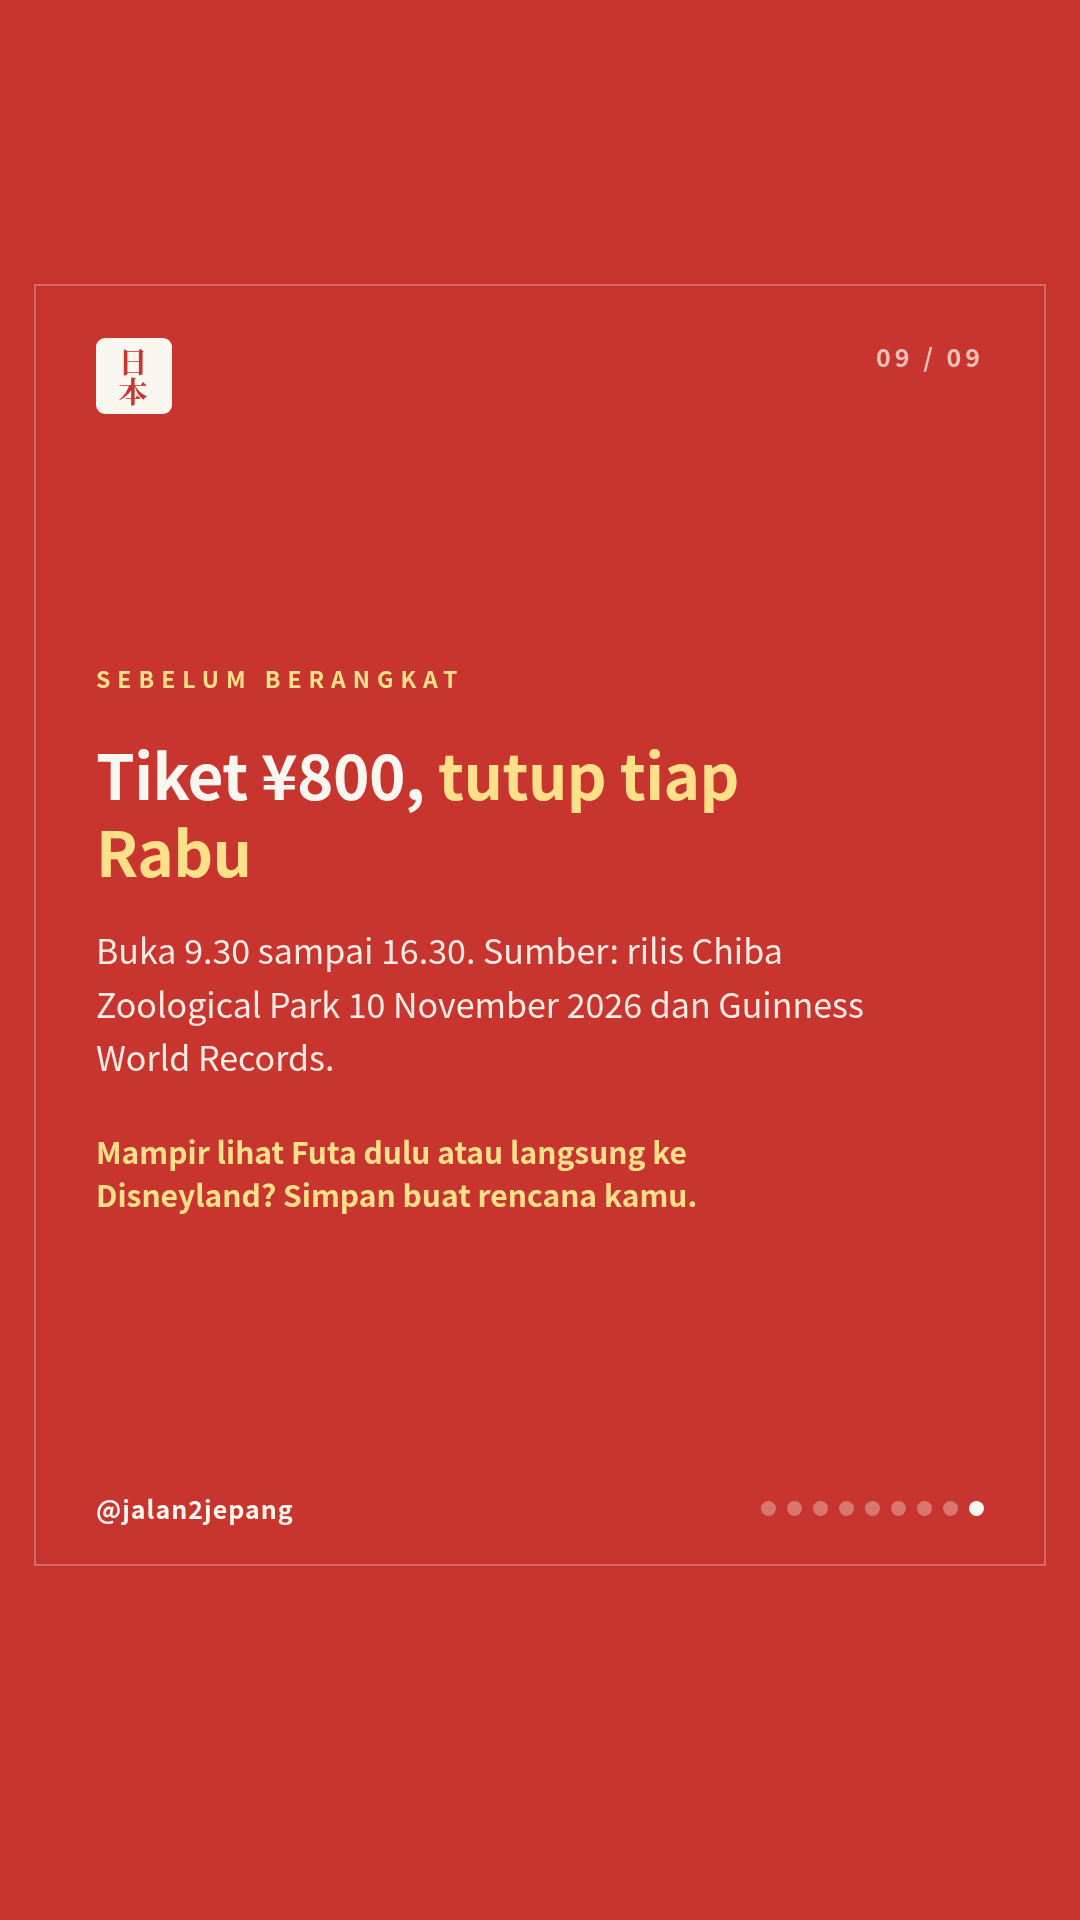 日
本
09 / 09
SEBELUM BERANGKAT
Tiket ¥800, tutup tiap
Rabu
Buka 9.30 sampai 16.30. Sumber: rilis Chiba
Zoological Park 10 November 2026 dan Guinness
World Records.
Mampir lihat Futa dulu atau langsung ke
Disneyland? Simpan buat rencana kamu.
@jalan2jepang